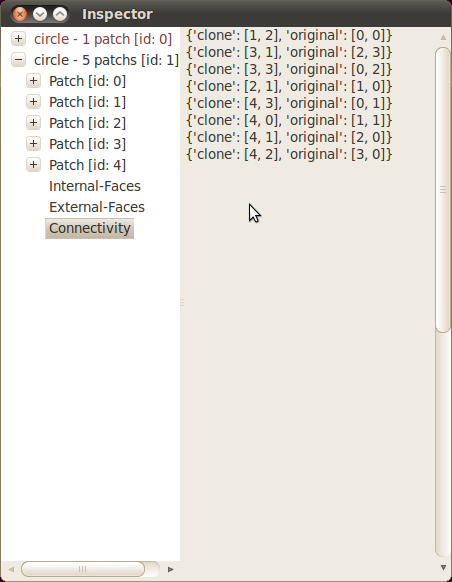 Inspector
circle - 1 patch [id: 0]
circle - 5 patchs [id: 1]
Patch [id: 0]
Patch [id: 1]
Patch [id: 2]
Patch [id: 3]
Patch [id: 4]
Internal-Faces
External-Faces
Connectivity
{'clone': [1, 2], 'original': [0, 0]}
{'clone': [3, 1], 'original': [2, 3]}
{'clone': [3, 3], 'original': [0, 2]}
{'clone': [2, 1], 'original': [1, 0]}
{'clone': [4, 3], 'original': [0, 1]}
{'clone': [4, 0], 'original': [1, 1]}
{'clone': [4, 1], 'original': [2, 0]}
{'clone': [4, 2], 'original': [3, 0]}